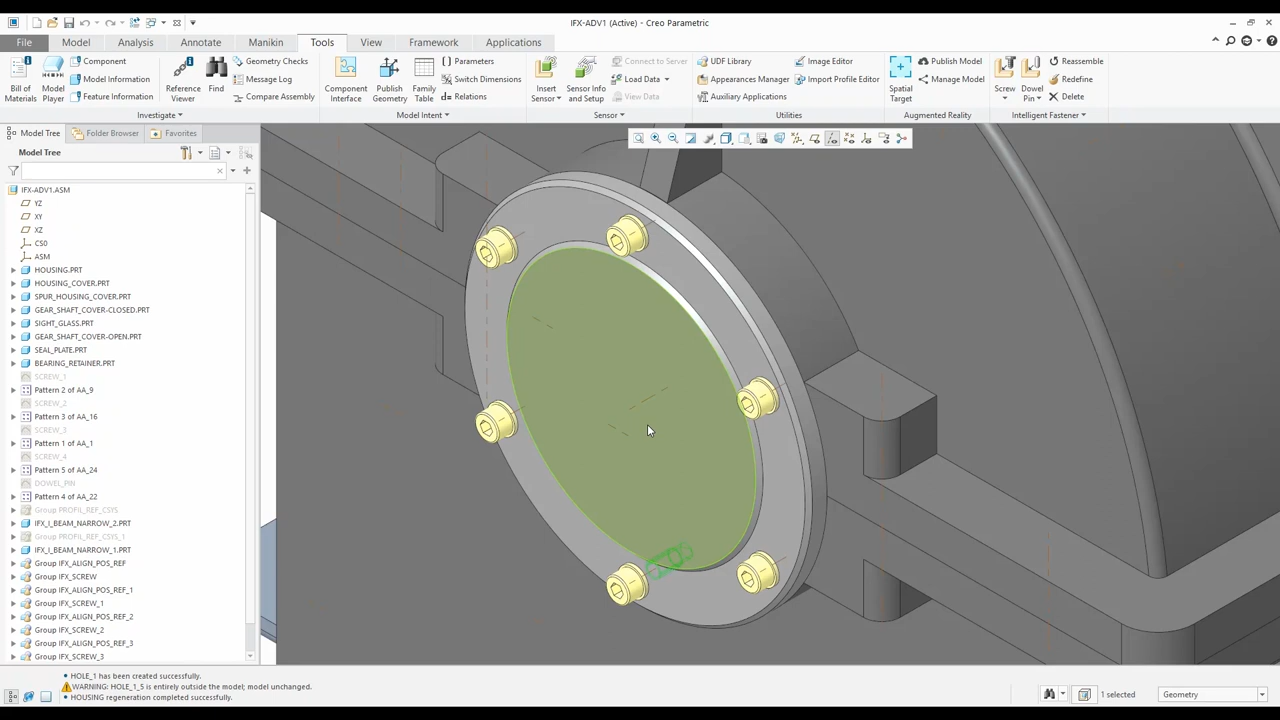 IFX-ADV1 (Active) - Creo Parametric
File Model Analysis Annotate Manikin Tools View Framework Applications
Bill of Materials
Model Player
Component
Model Information
Feature Information
Reference Viewer
Find
Geometry Checks
Message Log
Compare Assembly
Investigate
Component Interface
Publish Geometry
Family Table
Parameters
Switch Dimensions
Relations
Model Intent
Insert Sensor
Sensor Info and Setup
Connect to Server
Load Data
View Data
Sensor
UDF Library
Appearances Manager
Auxiliary Applications
Image Editor
Import Profile Editor
Utilities
Spatial Target
Publish Model
Manage Model
Augmented Reality
Screw
Dowel Pin
Reassemble
Redefine
Delete
Intelligent Fastener
Model Tree Folder Browser Favorites
Model Tree
IFX-ADV1.ASM
YZ
XY
XZ
CS0
ASM
HOUSING.PRT
HOUSING_COVER.PRT
SPUR_HOUSING_COVER.PRT
GEAR_SHAFT_COVER-CLOSED.PRT
SIGHT_GLASS.PRT
GEAR_SHAFT_COVER-OPEN.PRT
SEAL_PLATE.PRT
BEARING_RETAINER.PRT
SCREW_1
Pattern 2 of AA_9
SCREW_2
Pattern 3 of AA_16
SCREW_3
Pattern 1 of AA_1
SCREW_4
Pattern 5 of AA_24
DOWEL_PIN
Pattern 4 of AA_22
Group PROFIL_REF_CSYS
IFX_I_BEAM_NARROW_2.PRT
Group PROFIL_REF_CSYS_1
IFX_I_BEAM_NARROW_1.PRT
Group IFX_ALIGN_POS_REF
Group IFX_SCREW
Group IFX_ALIGN_POS_REF_1
Group IFX_SCREW_1
Group IFX_ALIGN_POS_REF_2
Group IFX_SCREW_2
Group IFX_ALIGN_POS_REF_3
Group IFX_SCREW_3
• HOLE_1 has been created successfully.
WARNING: HOLE_1_5 is entirely outside the model; model unchanged.
• HOUSING regeneration completed successfully.
1 selected
Geometry